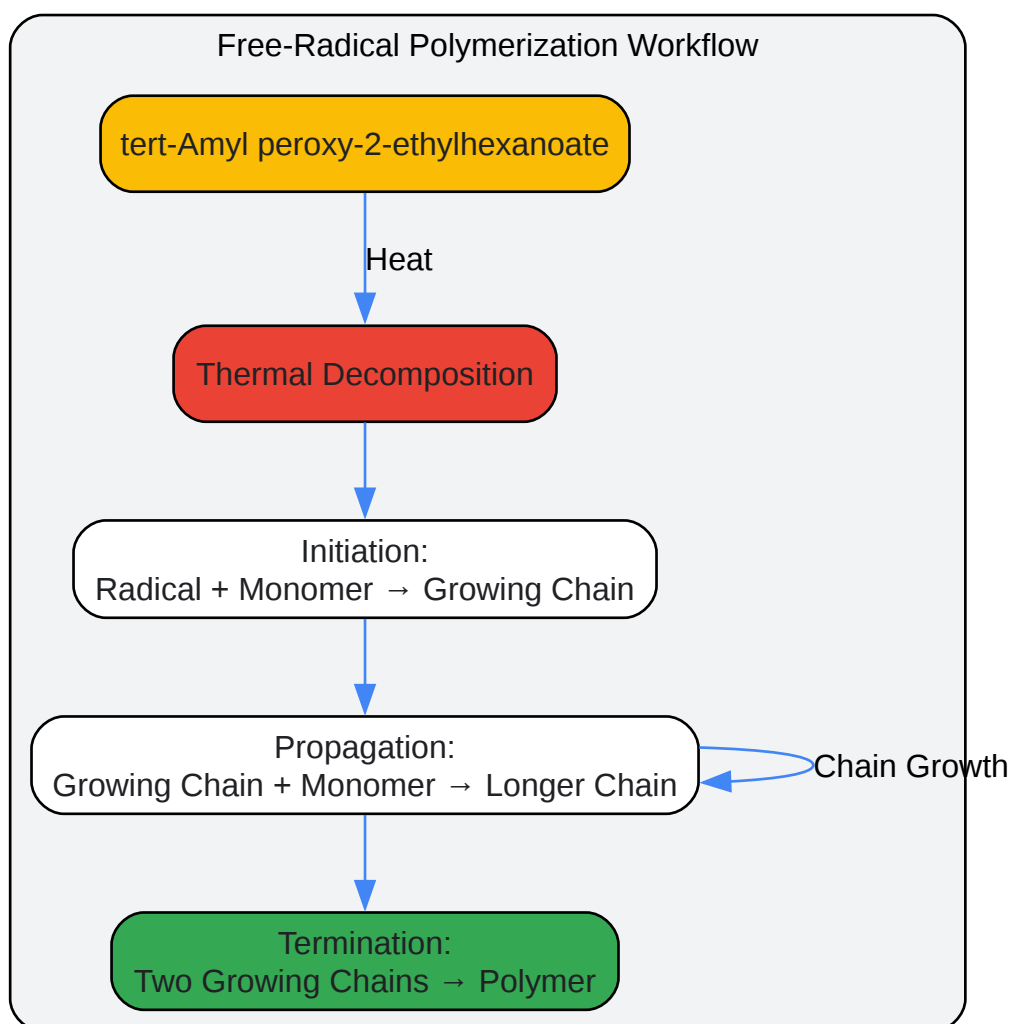 Free-Radical Polymerization Workflow
tert-Amyl peroxy-2-ethylhexanoate
Heat
Thermal Decomposition
Initiation:
Radical + Monomer → Growing Chain
Propagation:
Growing Chain + Monomer → Longer Chain
Chain Growth
Termination:
Two Growing Chains → Polymer